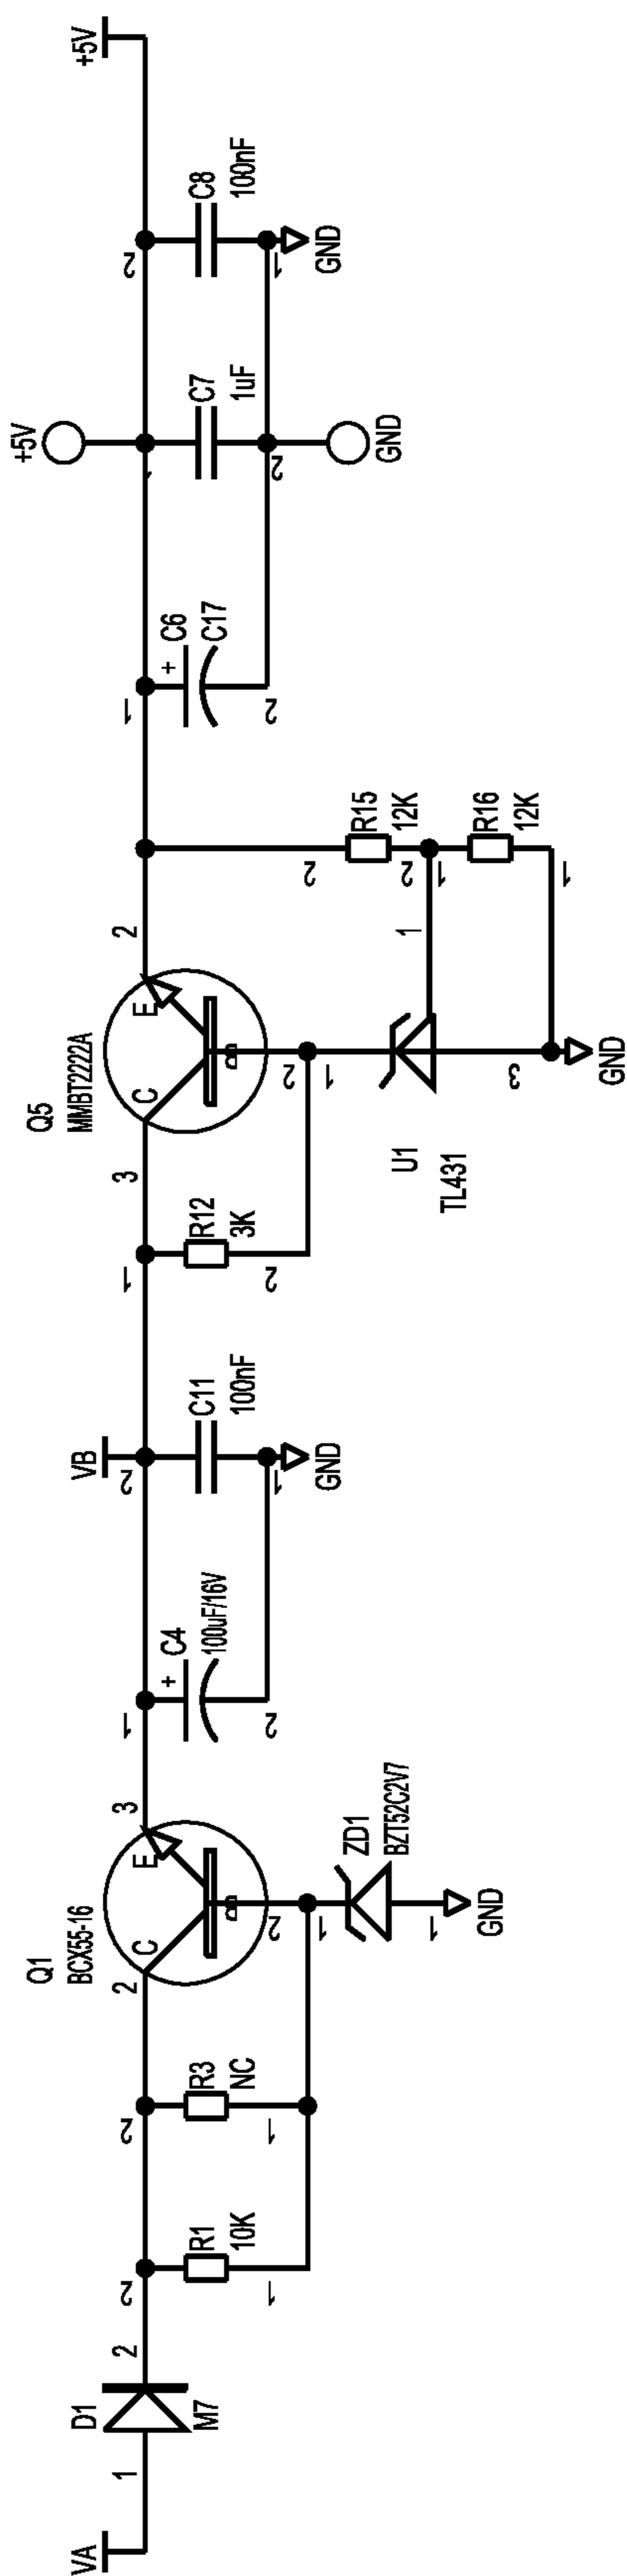 VA
1
D1
M7
2
2
R1
10K
1
2
R3
NC
1
Q1
BCX55-16
2
C
E
B
3
2
1
ZD1
BZT52C2V7
1
GND
1
+
C4
100uF/16V
2
VB
2
C11
100nF
1
GND
1
R12
3K
2
Q5
MMBT2222A
3
C
E
B
2
2
1
U1
TL431
1
3
GND
2
R15
12K
2
1
R16
12K
1
1
+
C6
C17
2
+5V
1
C7
1uF
2
GND
2
C8
100nF
1
GND
+5V